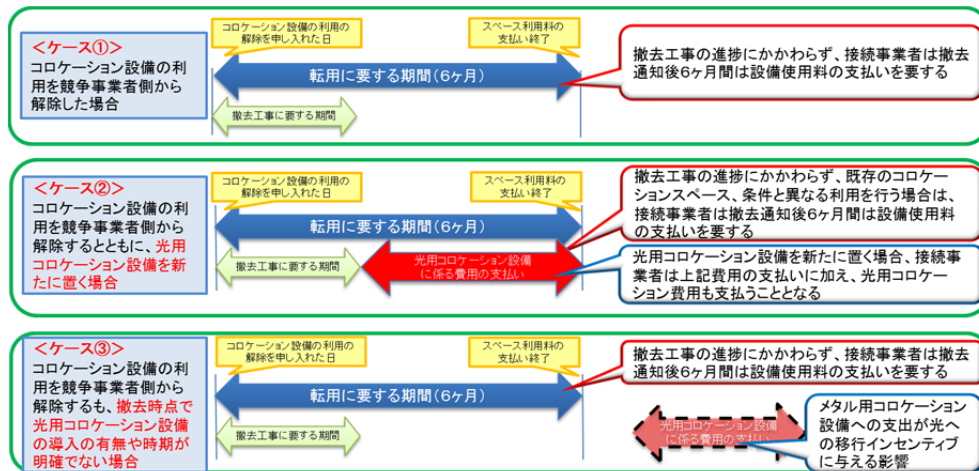 <ケース①>
コロケーション設備の利
用を競争事業者側から
解除した場合
コロケーション設備の利用の
解除を申し入れた日
スペース利用料の
支払い終了
転用に要する期間(6ヶ月)
撤去工事に要する期間
撤去工事の進捗にかかわらず、接続事業者は撤去
通知後6ヶ月間は設備使用料の支払いを要する
<ケース②>
コロケーション設備の利
用を競争事業者側から
解除するとともに、光用
コロケーション設備を新
たに置く場合
コロケーション設備の利用の
解除を申し入れた日
スペース利用料の
支払い終了
転用に要する期間(6ヶ月)
撤去工事に要する期間
光用コロケーション設備
に係る費用の支払い
撤去工事の進捗にかかわらず、既存のコロケー
ションスペース、条件と異なる利用を行う場合は、
接続事業者は撤去通知後6ヶ月間は設備使用料
の支払いを要する
光用コロケーション設備を新たに置く場合、接続事
業者は上記費用の支払いに加え、光用コロケー
ション費用も支払うこととなる
<ケース③>
コロケーション設備の利
用を競争事業者側から
解除するも、撤去時点で
光用コロケーション設備
の導入の有無や時期が
明確でない場合
コロケーション設備の利用の
解除を申し入れた日
スペース利用料の
支払い終了
転用に要する期間(6ヶ月)
撤去工事に要する期間
撤去工事の進捗にかかわらず、接続事業者は撤去
通知後6ヶ月間は設備使用料の支払いを要する
光用コロケーション設備
に係る費用の支払い
メタル用コロケーション
設備への支出が光へ
の移行インセンティブ
に与える影響